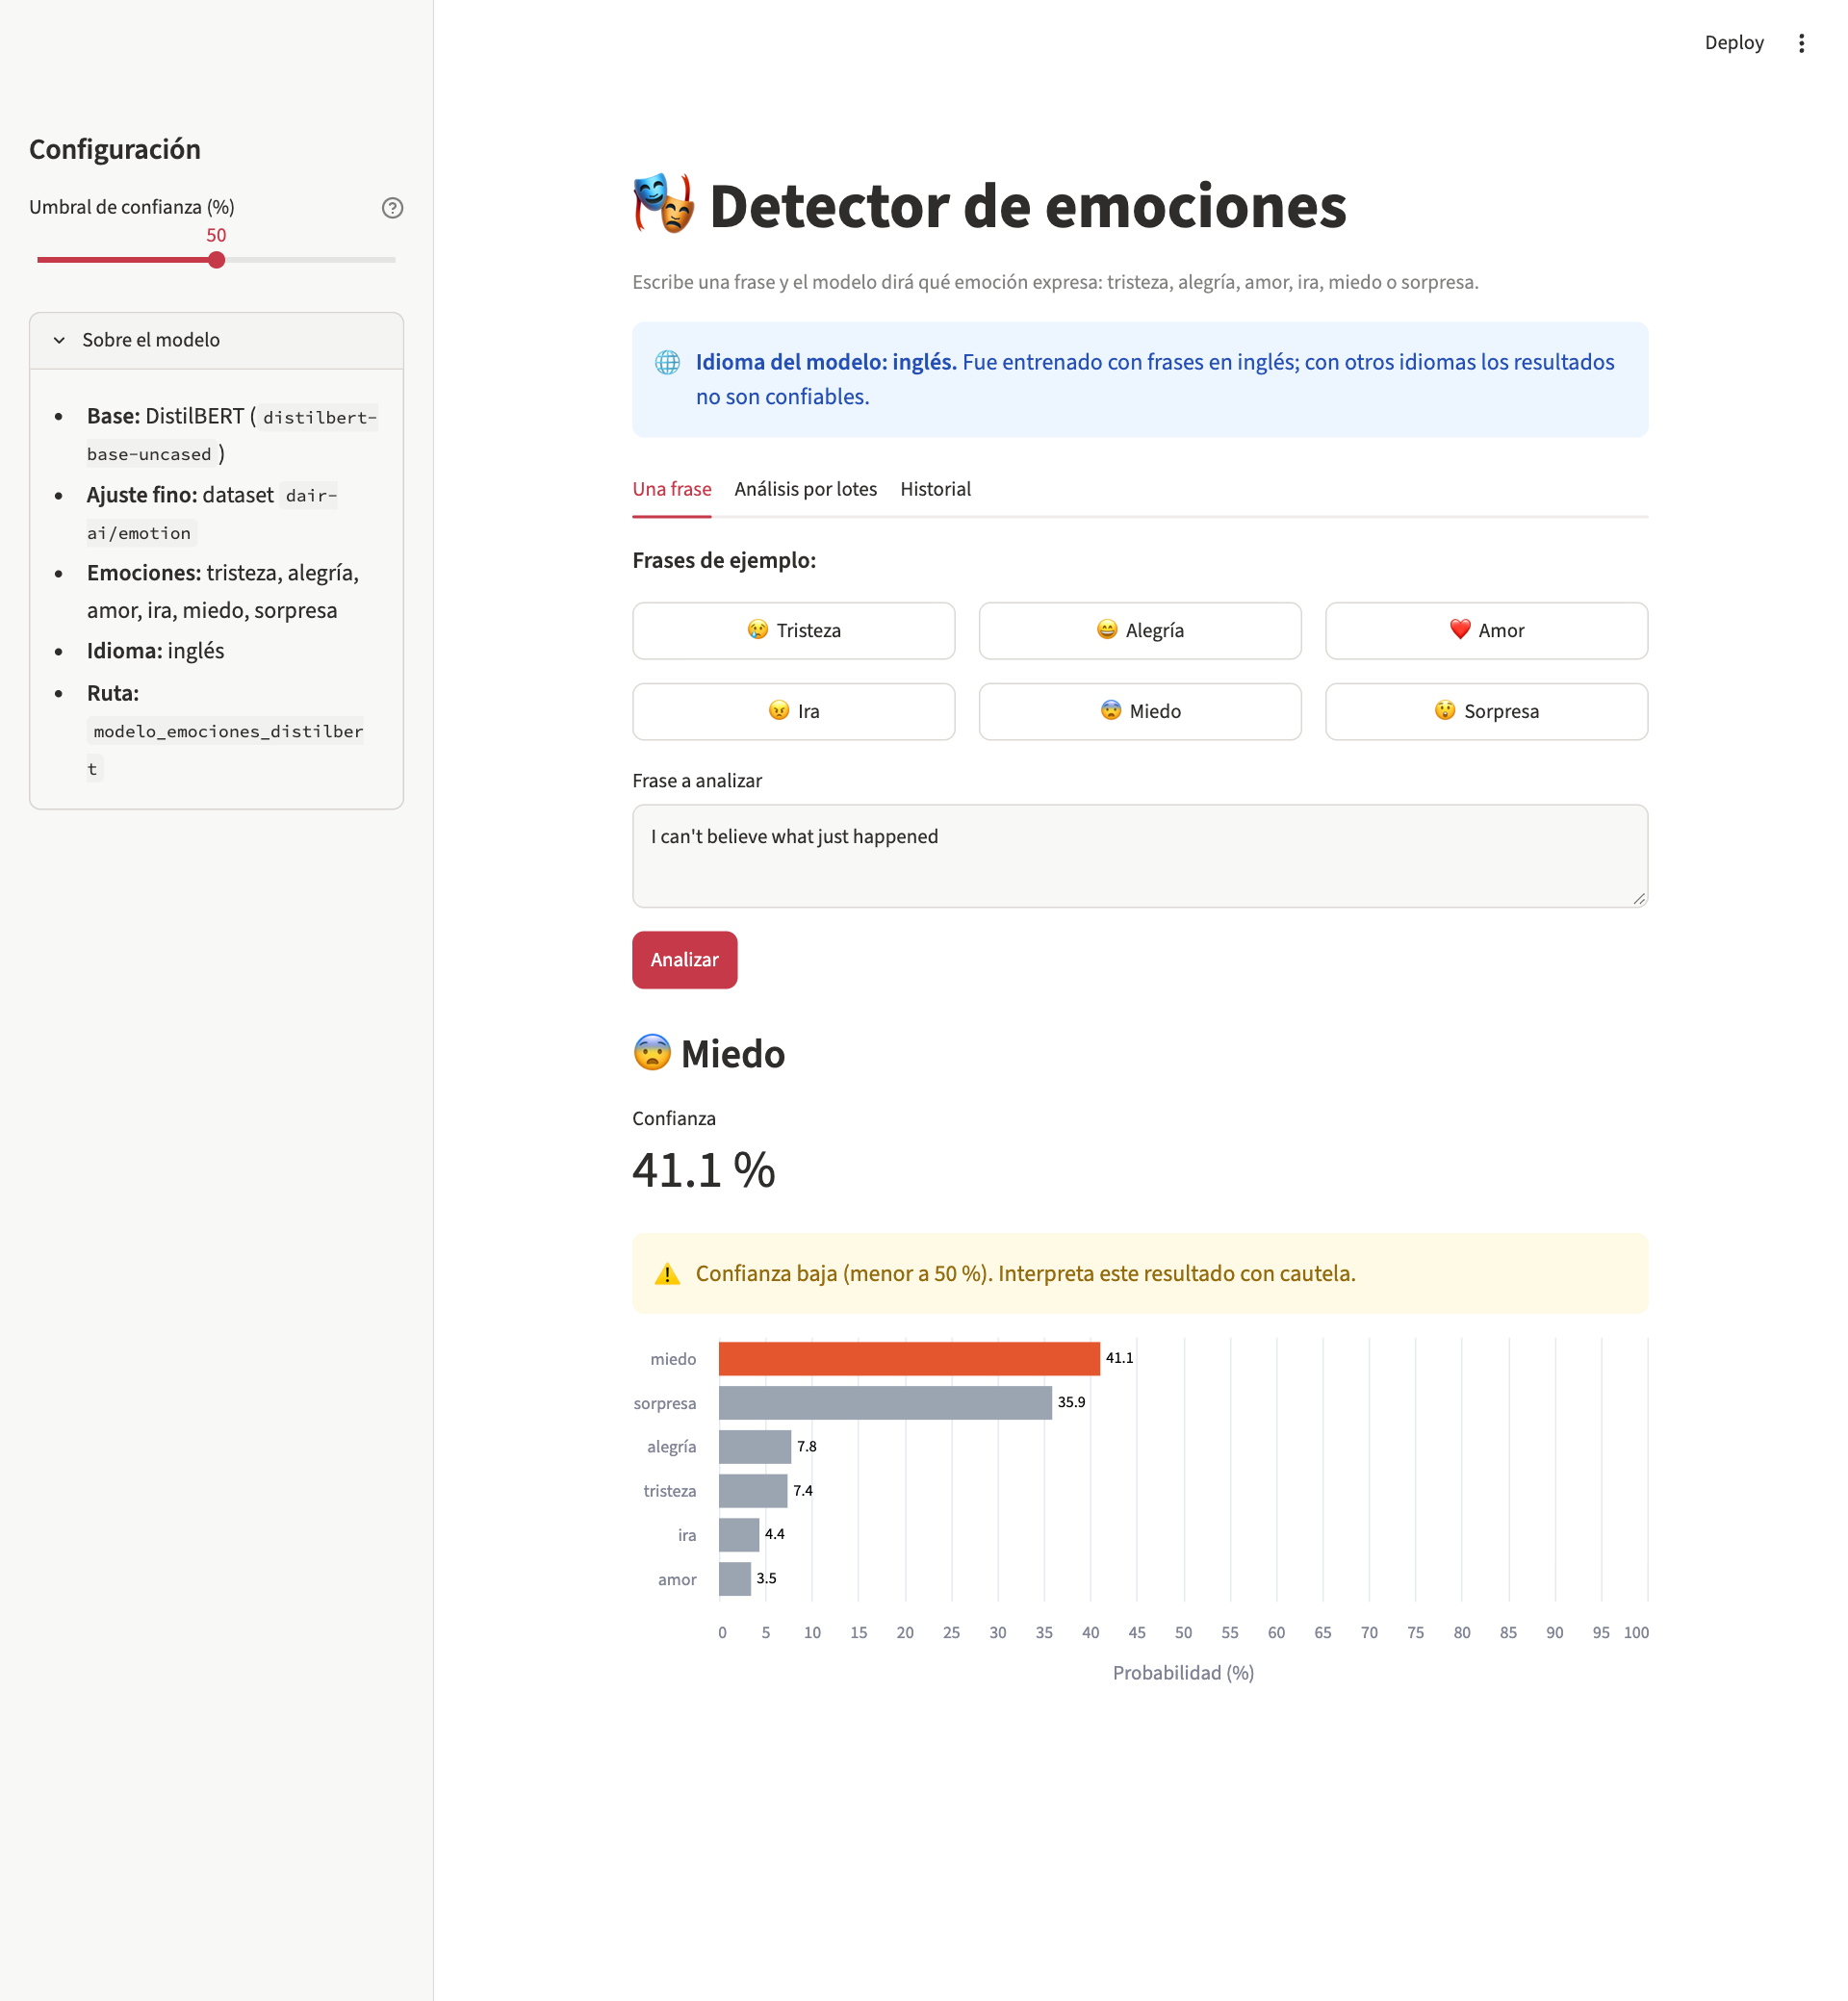 Deploy
Configuración
Umbral de confianza (%)
50
Sobre el modelo
Base: DistilBERT (distilbert-
base-uncased)
Ajuste fino: dataset dair-
ai/emotion
Emociones: tristeza, alegría,
amor, ira, miedo, sorpresa
Idioma: inglés
Ruta:
modelo_emociones_distilber
t
🎭 Detector de emociones
Escribe una frase y el modelo dirá qué emoción expresa: tristeza, alegría, amor, ira, miedo o sorpresa.
🌐 Idioma del modelo: inglés. Fue entrenado con frases en inglés; con otros idiomas los resultados
no son confiables.
Una frase Análisis por lotes Historial
Frases de ejemplo:
😢 Tristeza 😄 Alegría ❤️ Amor
😠 Ira 😨 Miedo 😲 Sorpresa
Frase a analizar
I can't believe what just happened
Analizar
😨 Miedo
Confianza
41.1 %
⚠️ Confianza baja (menor a 50 %). Interpreta este resultado con cautela.
miedo 41.1
sorpresa 35.9
alegría 7.8
tristeza 7.4
ira 4.4
amor 3.5
0 5 10 15 20 25 30 35 40 45 50 55 60 65 70 75 80 85 90 95 100
Probabilidad (%)